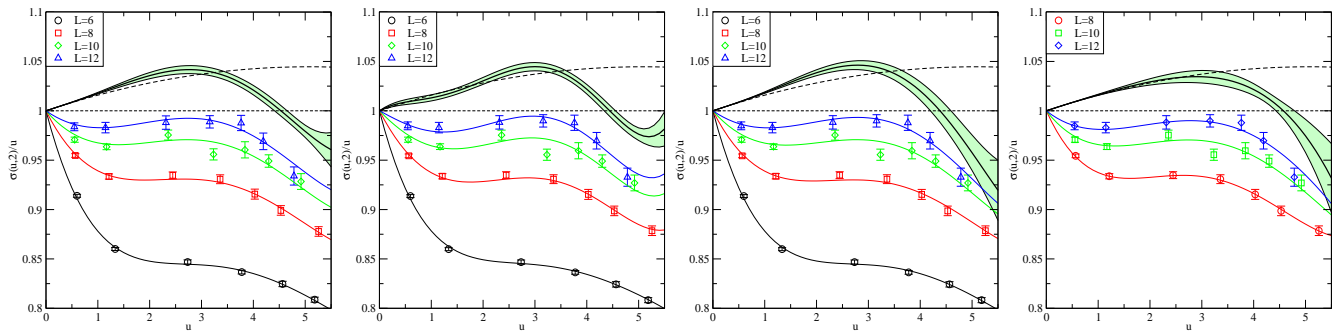 1.1
1.05
1
0.95
0.9
0.85
0.8
σ(u,2)/u
0 1 2 3 4 5
u
L=6
L=8
L=10
L=12
1.1
1.05
1
0.95
0.9
0.85
0.8
σ(u,2)/u
0 1 2 3 4 5
u
L=6
L=8
L=10
L=12
1.1
1.05
1
0.95
0.9
0.85
0.8
σ(u,2)/u
0 1 2 3 4 5
u
L=6
L=8
L=10
L=12
1.1
1.05
1
0.95
0.9
0.85
0.8
σ(u,2)/u
0 1 2 3 4 5
u
L=8
L=10
L=12